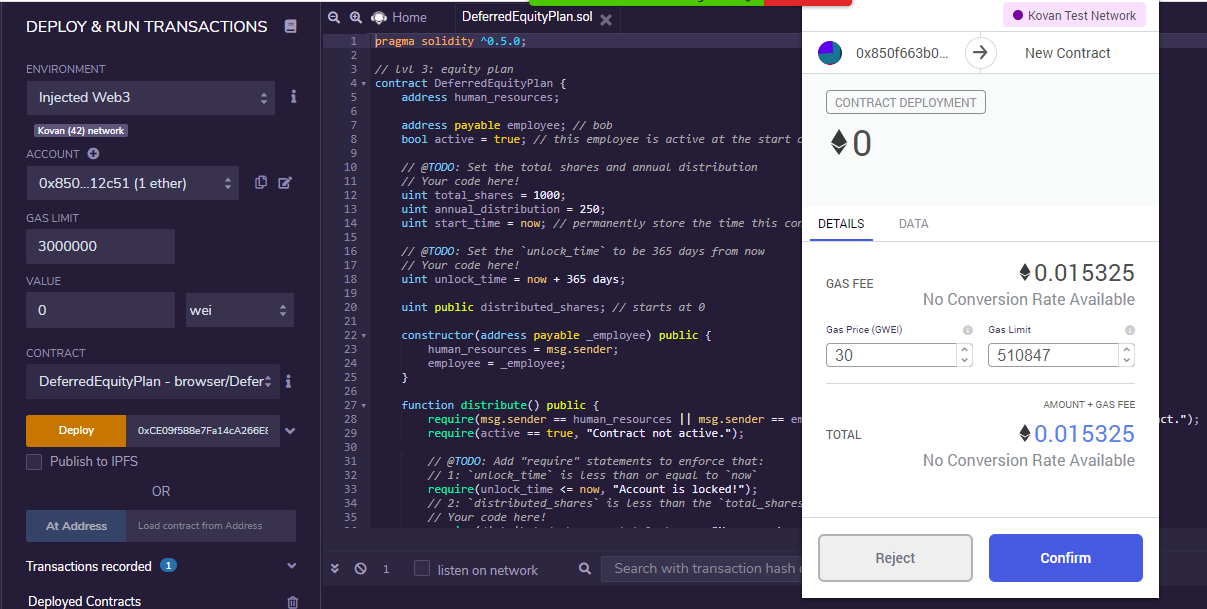 DEPLOY & RUN TRANSACTIONS
ENVIRONMENT
Injected Web3
Kovan (42) network
ACCOUNT
0x850...12c51 (1 ether)
GAS LIMIT
3000000
VALUE
0
wei
CONTRACT
DeferredEquityPlan - browser/Defer
Deploy
0xCE09f588e7Fa14cA266E8
Publish to IPFS
OR
At Address
Load contract from Address
Transactions recorded 1
Deployed Contracts
Home
DeferredEquityPlan.sol
1 pragma solidity ^0.5.0;
2
3 // lvl 3: equity plan
4 contract DeferredEquityPlan {
5 address human_resources;
6
7 address payable employee; // bob
8 bool active = true; // this employee is active at the start o
9
10 // @TODO: Set the total shares and annual distribution
11 // Your code here!
12 uint total_shares = 1000;
13 uint annual_distribution = 250;
14 uint start_time = now; // permanently store the time this con
15
16 // @TODO: Set the `unlock_time` to be 365 days from now
17 // Your code here!
18 uint unlock_time = now + 365 days;
19
20 uint public distributed_shares; // starts at 0
21
22 constructor(address payable _employee) public {
23 human_resources = msg.sender;
24 employee = _employee;
25 }
26
27 function distribute() public {
28 require(msg.sender == human_resources || msg.sender == em
ct.");
29 require(active == true, "Contract not active.");
30
31 // @TODO: Add "require" statements to enforce that:
32 // 1: `unlock_time` is less than or equal to `now`
33 require(unlock_time <= now, "Account is locked!");
34 // 2: `distributed_shares` is less than the `total_shares
35 // Your code here!
1
listen on network
Search with transaction hash o
Kovan Test Network
0x850f663b0...
New Contract
CONTRACT DEPLOYMENT
0
DETAILS
DATA
GAS FEE
0.015325
No Conversion Rate Available
Gas Price (GWEI)
Gas Limit
30
510847
AMOUNT + GAS FEE
TOTAL
0.015325
No Conversion Rate Available
Reject
Confirm